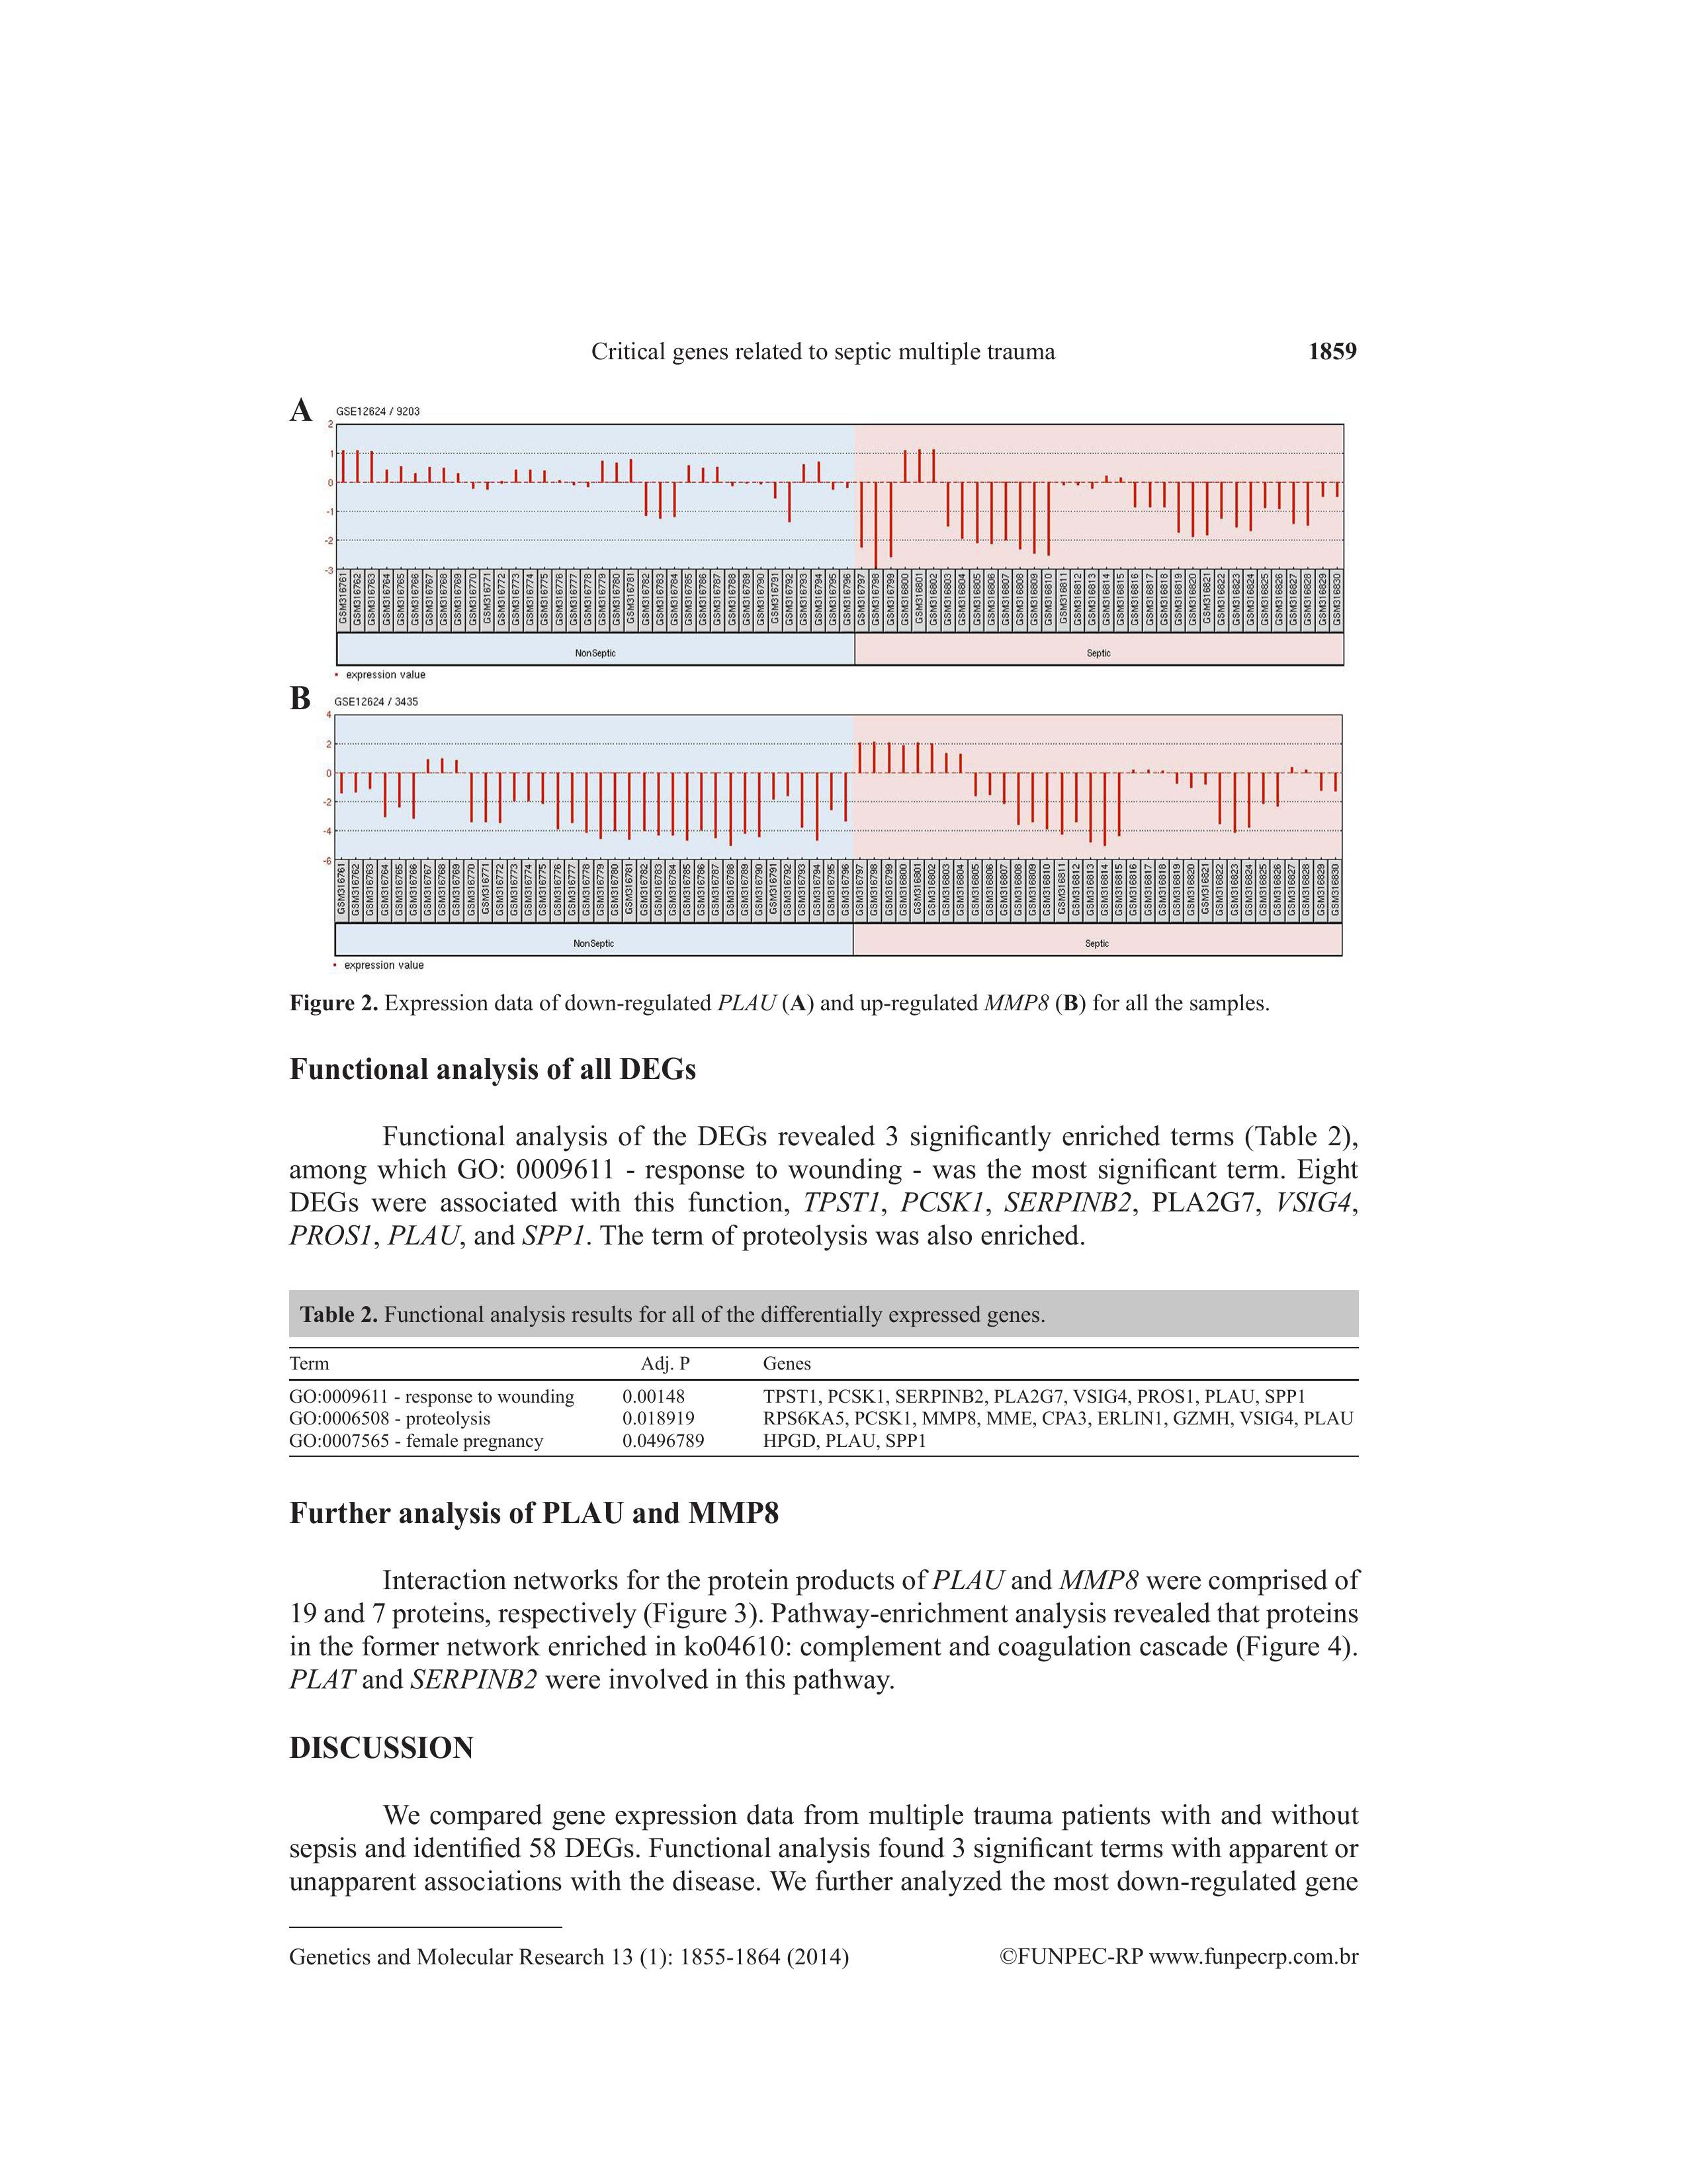 Critical genes related to septic multiple trauma 1859
A
GSE12624 / 9203
2
1
0
-1
-2
-3
GSM316761 GSM316762 GSM316763 GSM316764 GSM316765 GSM316766 GSM316767 GSM316768 GSM316769 GSM316770 GSM316771 GSM316772 GSM316773 GSM316774 GSM316775 GSM316776 GSM316777 GSM316778 GSM316779 GSM316780 GSM316781 GSM316782 GSM316783 GSM316784 GSM316785 GSM316786 GSM316787 GSM316788 GSM316789 GSM316790 GSM316791 GSM316792 GSM316793 GSM316794 GSM316795 GSM316796 GSM316797 GSM316798 GSM316799 GSM316800 GSM316801 GSM316802 GSM316803 GSM316804 GSM316805 GSM316806 GSM316807 GSM316808 GSM316809 GSM316810 GSM316811 GSM316812 GSM316813 GSM316814 GSM316815 GSM316816 GSM316817 GSM316818 GSM316819 GSM316820 GSM316821 GSM316822 GSM316823 GSM316824 GSM316825 GSM316826 GSM316827 GSM316828 GSM316829 GSM316830
NonSeptic Septic
expression value
B
GSE12624 / 3435
4
2
0
-2
-4
-6
GSM316761 GSM316762 GSM316763 GSM316764 GSM316765 GSM316766 GSM316767 GSM316768 GSM316769 GSM316770 GSM316771 GSM316772 GSM316773 GSM316774 GSM316775 GSM316776 GSM316777 GSM316778 GSM316779 GSM316780 GSM316781 GSM316782 GSM316783 GSM316784 GSM316785 GSM316786 GSM316787 GSM316788 GSM316789 GSM316790 GSM316791 GSM316792 GSM316793 GSM316794 GSM316795 GSM316796 GSM316797 GSM316798 GSM316799 GSM316800 GSM316801 GSM316802 GSM316803 GSM316804 GSM316805 GSM316806 GSM316807 GSM316808 GSM316809 GSM316810 GSM316811 GSM316812 GSM316813 GSM316814 GSM316815 GSM316816 GSM316817 GSM316818 GSM316819 GSM316820 GSM316821 GSM316822 GSM316823 GSM316824 GSM316825 GSM316826 GSM316827 GSM316828 GSM316829 GSM316830
NonSeptic Septic
expression value
Figure 2. Expression data of down-regulated PLAU (A) and up-regulated MMP8 (B) for all the samples.
Functional analysis of all DEGs
Functional analysis of the DEGs revealed 3 significantly enriched terms (Table 2),
among which GO: 0009611 - response to wounding - was the most significant term. Eight
DEGs were associated with this function, TPST1, PCSK1, SERPINB2, PLA2G7, VSIG4,
PROS1, PLAU, and SPP1. The term of proteolysis was also enriched.
Table 2. Functional analysis results for all of the differentially expressed genes.
Term Adj. P Genes
GO:0009611 - response to wounding 0.00148 TPST1, PCSK1, SERPINB2, PLA2G7, VSIG4, PROS1, PLAU, SPP1
GO:0006508 - proteolysis 0.018919 RPS6KA5, PCSK1, MMP8, MME, CPA3, ERLIN1, GZMH, VSIG4, PLAU
GO:0007565 - female pregnancy 0.0496789 HPGD, PLAU, SPP1
Further analysis of PLAU and MMP8
Interaction networks for the protein products of PLAU and MMP8 were comprised of
19 and 7 proteins, respectively (Figure 3). Pathway-enrichment analysis revealed that proteins
in the former network enriched in ko04610: complement and coagulation cascade (Figure 4).
PLAT and SERPINB2 were involved in this pathway.
DISCUSSION
We compared gene expression data from multiple trauma patients with and without
sepsis and identified 58 DEGs. Functional analysis found 3 significant terms with apparent or
unapparent associations with the disease. We further analyzed the most down-regulated gene
Genetics and Molecular Research 13 (1): 1855-1864 (2014) ©FUNPEC-RP www.funpecrp.com.br